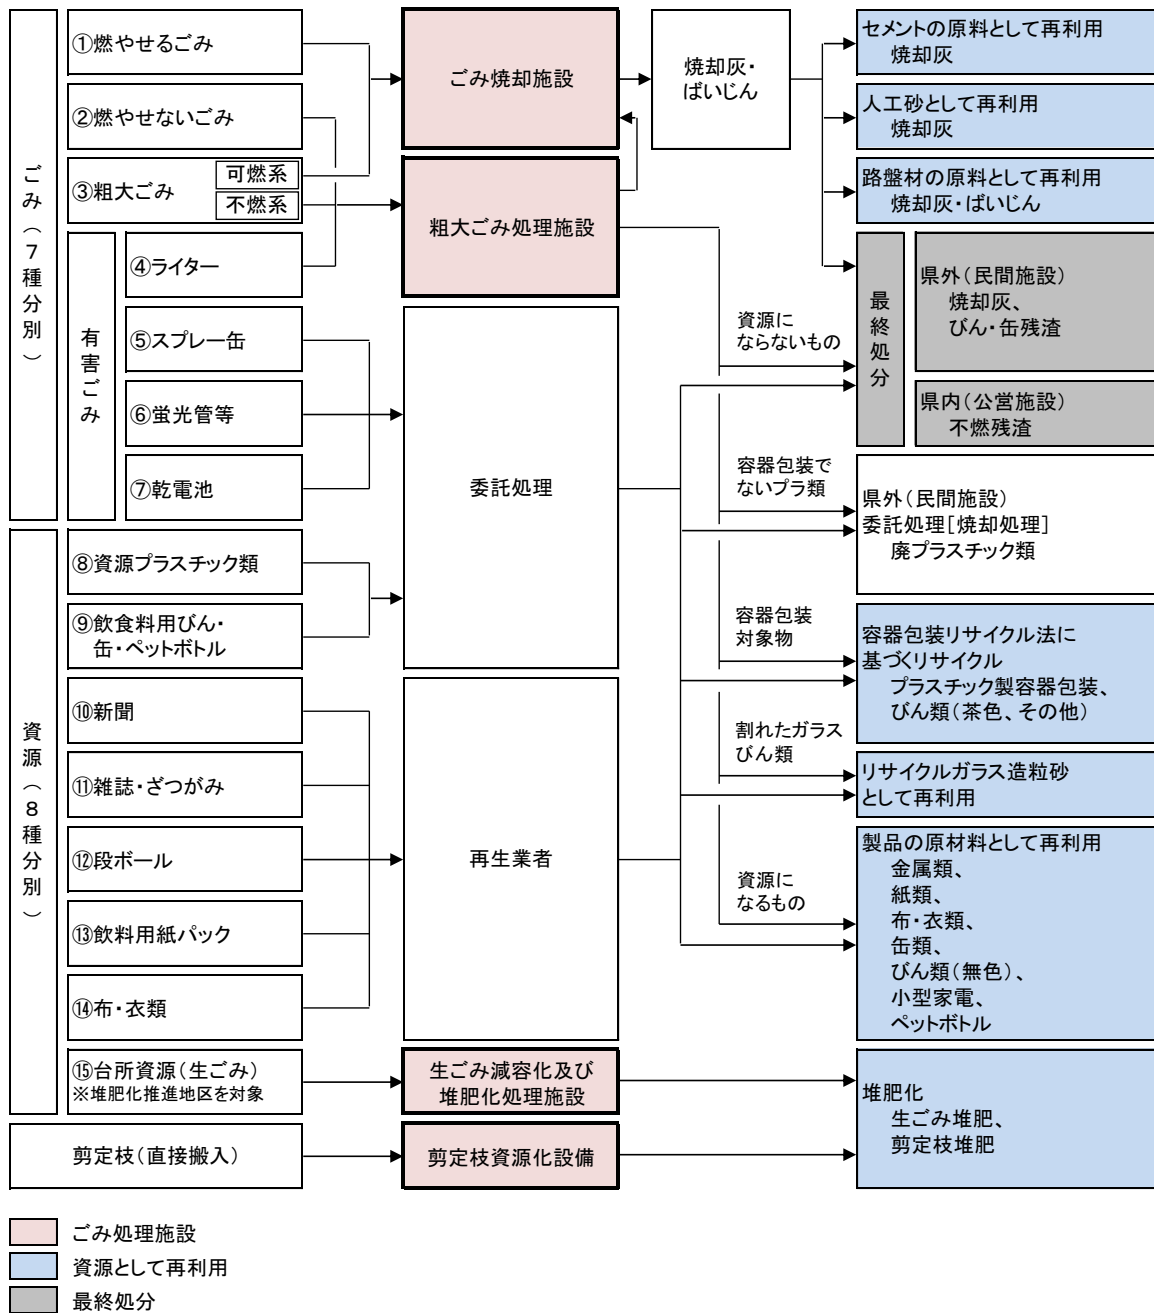 ごみ（７種分別）
①燃やせるごみ
②燃やせないごみ
③粗大ごみ
可燃系
不燃系
有害ごみ
④ライター
⑤スプレー缶
⑥蛍光管等
⑦乾電池
資源（８種分別）
⑧資源プラスチック類
⑨飲食料用びん・
缶・ペットボトル
⑩新聞
⑪雑誌・ざつがみ
⑫段ボール
⑬飲料用紙パック
⑭布・衣類
⑮台所資源（生ごみ）
※堆肥化推進地区を対象
剪定枝（直接搬入）
ごみ焼却施設
粗大ごみ処理施設
委託処理
再生業者
生ごみ減容化及び
堆肥化処理施設
剪定枝資源化設備
焼却灰・
ばいじん
資源に
ならないもの
容器包装で
ないプラ類
容器包装
対象物
割れたガラス
びん類
資源に
なるもの
セメントの原料として再利用
焼却灰
人工砂として再利用
焼却灰
路盤材の原料として再利用
焼却灰・ばいじん
最終処分
県外（民間施設）
焼却灰、
びん・缶残渣
県内（公営施設）
不燃残渣
県外（民間施設）
委託処理［焼却処理］
廃プラスチック類
容器包装リサイクル法に
基づくリサイクル
プラスチック製容器包装、
びん類（茶色、その他）
リサイクルガラス造粒砂
として再利用
製品の原材料として再利用
金属類、
紙類、
布・衣類、
缶類、
びん類（無色）、
小型家電、
ペットボトル
堆肥化
生ごみ堆肥、
剪定枝堆肥
ごみ処理施設
資源として再利用
最終処分